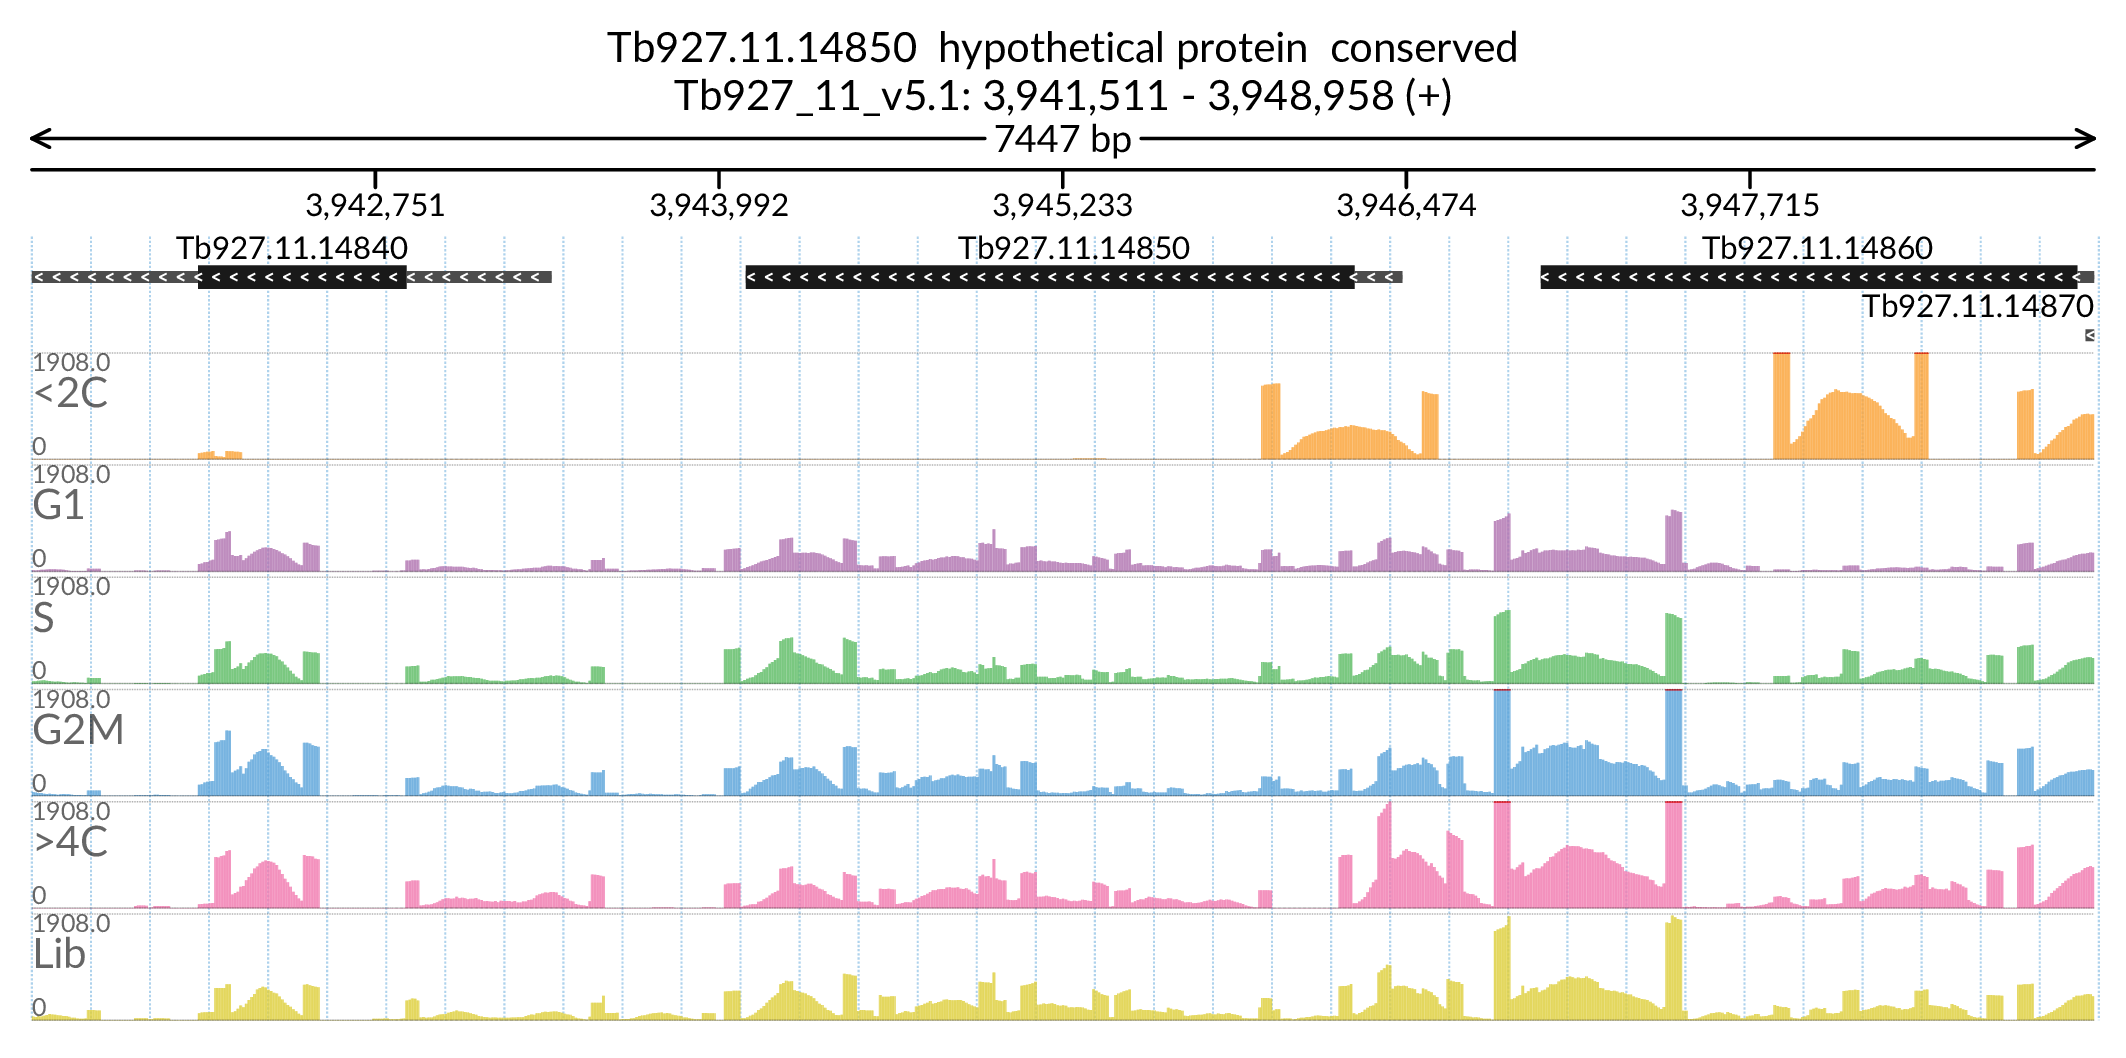 Tb927.11.14850 hypothetical protein conserved
Tb927_11_v5.1: 3,941,511 - 3,948,958 (+)
7447 bp
3,942,751 3,943,992 3,945,233 3,946,474 3,947,715
Tb927.11.14840 Tb927.11.14850 Tb927.11.14860
Tb927.11.14870
1908.0
<2C
0
1908.0
G1
0
1908.0
S
0
1908.0
G2M
0
1908.0
>4C
0
1908.0
Lib
0